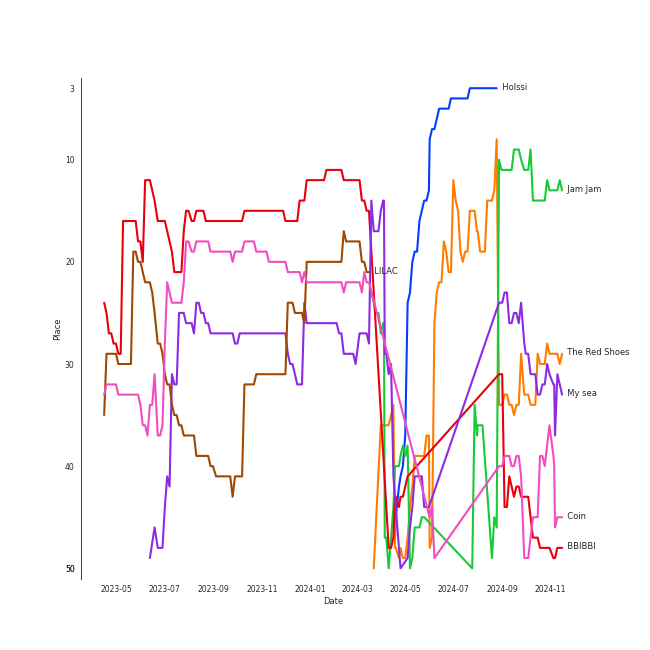 3
Holssi
10
Jam Jam
20
LILAC
Place
The Red Shoes
30
My sea
40
Coin
BBIBBI
50
2023-05
2023-07
2023-09
2023-11
2024-01
2024-03
2024-05
2024-07
2024-09
2024-11
Date